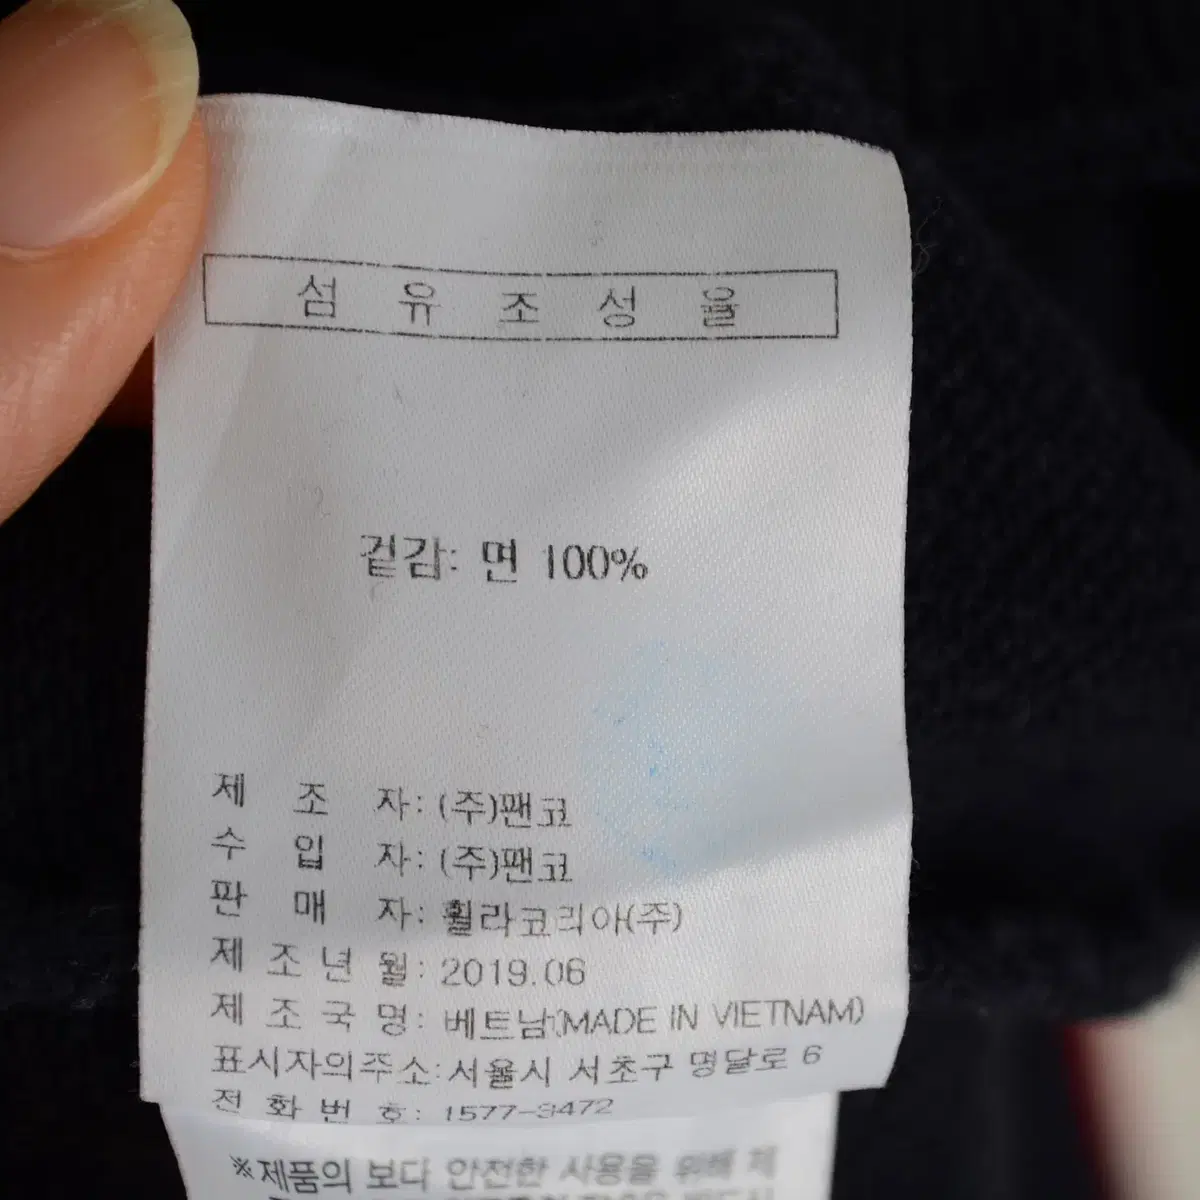 섬 유 조 성 율
겉감: 면 100%
제 조 자: (주)팬코
수 입 자: (주)팬코
판 매 자: 휠라코리아(주)
제 조 년 월: 2019.06
제 조 국 명: 베트남(MADE IN VIETNAM)
표시자의주소:서울시 서초구 명달로 6
전 화 번 호: 1577-3472
※제품의 보다 안전한 사용을 위해 제